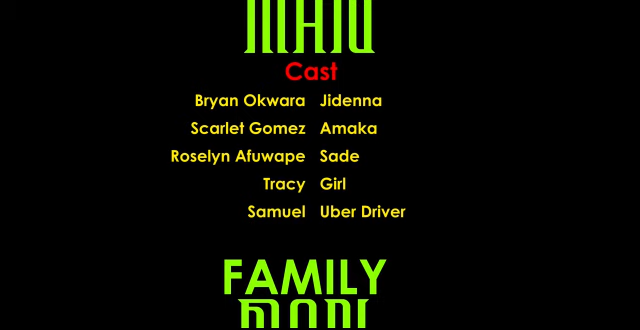 Cast
Bryan Okwara Jidenna
Scarlet Gomez Amaka
Roselyn Afuwape Sade
Tracy Girl
Samuel Uber Driver
FAMILY